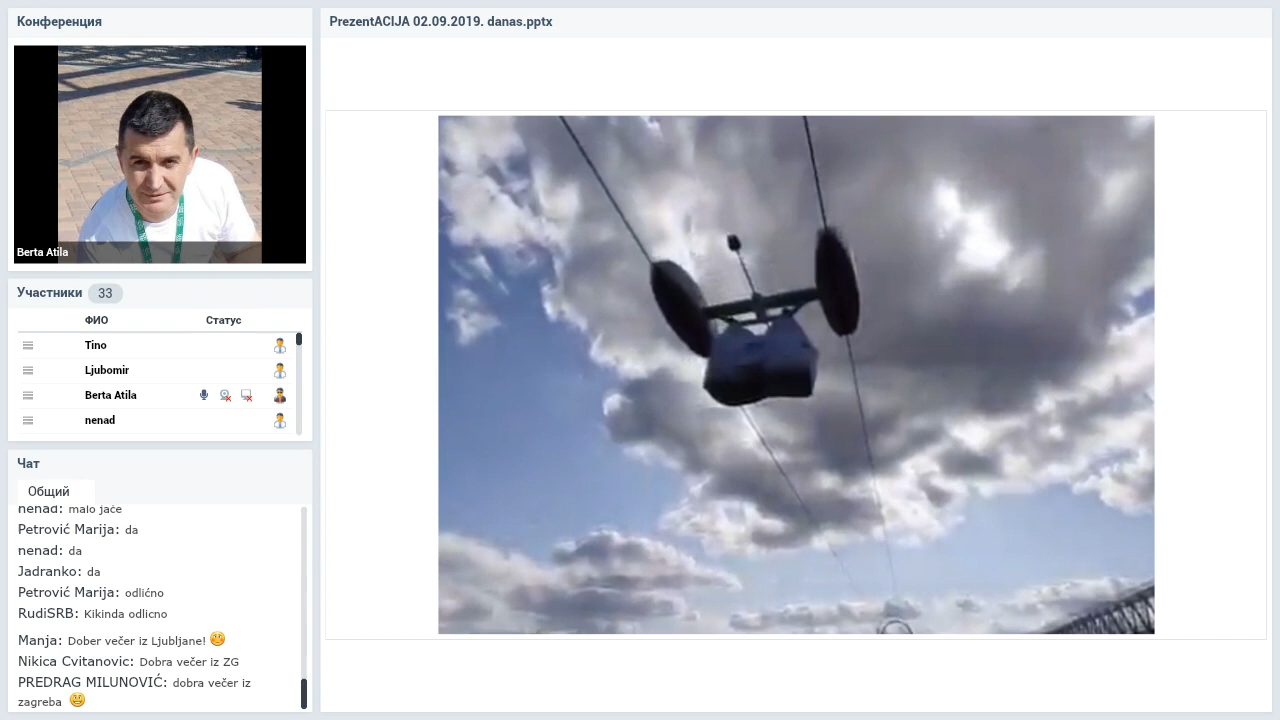 Конференция
Berta Atila
Участники 33
ФИО Статус
Tino
Ljubomir
Berta Atila
nenad
Чат
Общий
nenad: malo jače
Petrović Marija: da
nenad: da
Jadranko: da
Petrović Marija: odlićno
RudiSRB: Kikinda odlicno
Manja: Dober večer iz Ljubljane!
Nikica Cvitanovic: Dobra večer iz ZG
PREDRAG MILUNOVIĆ: dobra večer iz
zagreba
PrezentACIJA 02.09.2019. danas.pptx